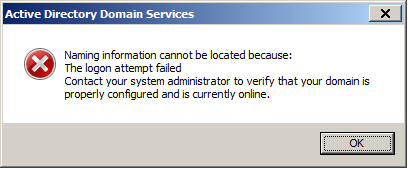 Active Directory Domain Services
Naming information cannot be located because:
The logon attempt failed
Contact your system administrator to verify that your domain is
properly configured and is currently online.
OK